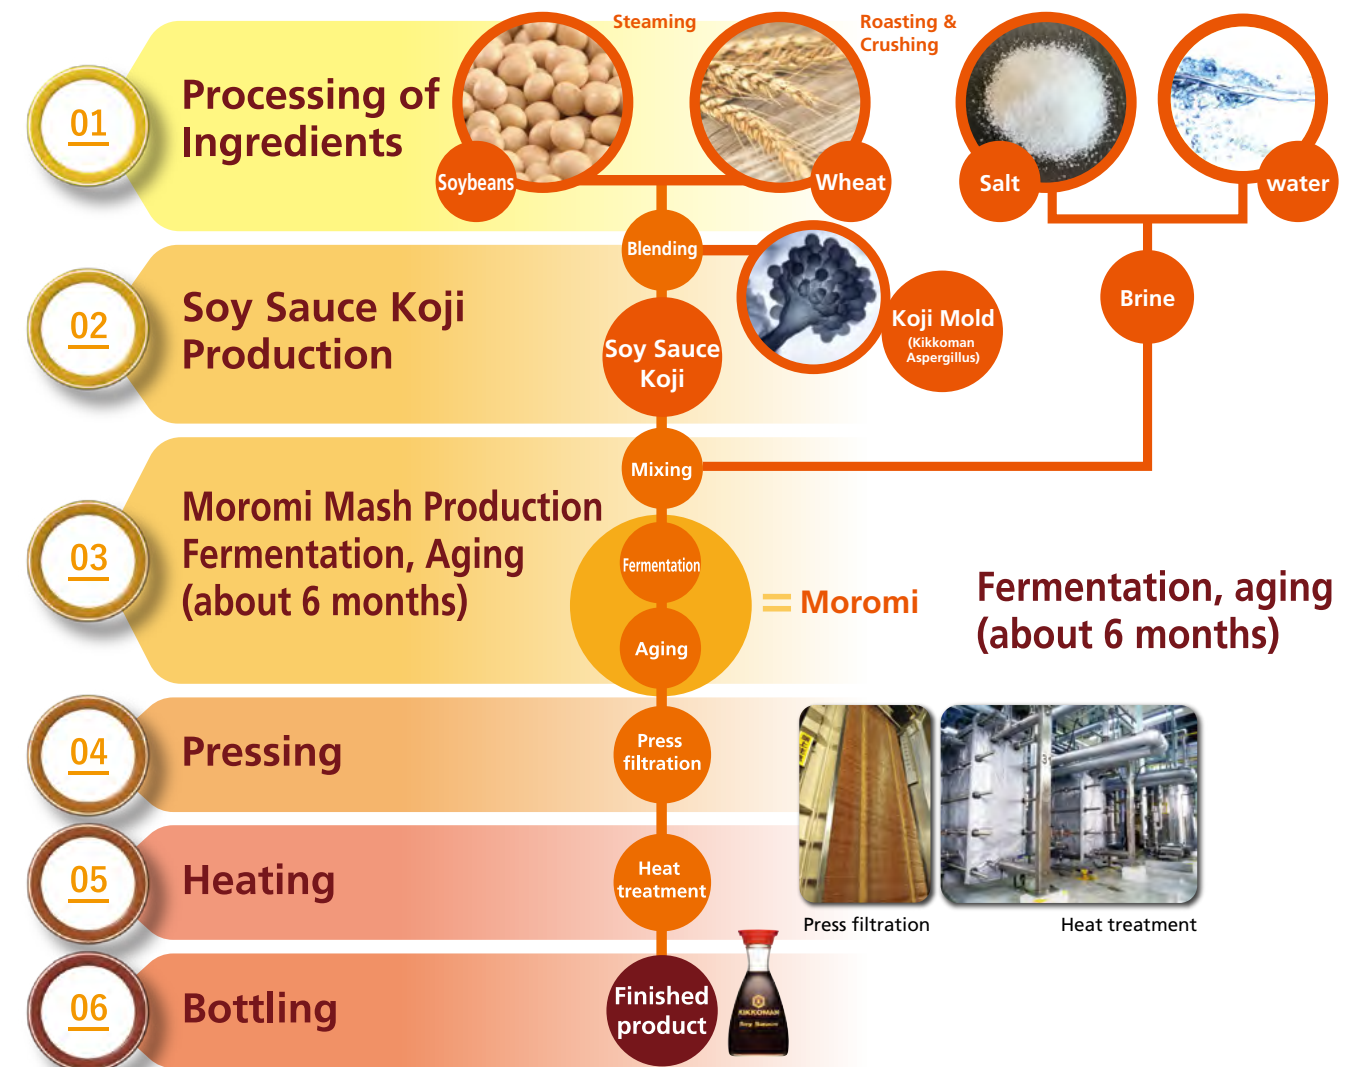 01
Processing of
Ingredients
Steaming
Roasting &
Crushing
Soybeans
Wheat
Salt
water
Blending
02
Soy Sauce Koji
Production
Soy Sauce
Koji
Koji Mold
(Kikkoman
Aspergillus)
Brine
Mixing
03
Moromi Mash Production
Fermentation, Aging
(about 6 months)
Fermentation
Aging
= Moromi
Fermentation, aging
(about 6 months)
04
Pressing
Press
filtration
05
Heating
Heat
treatment
Press filtration
Heat treatment
06
Bottling
Finished
product
KIKKOMAN
Soy Sauce